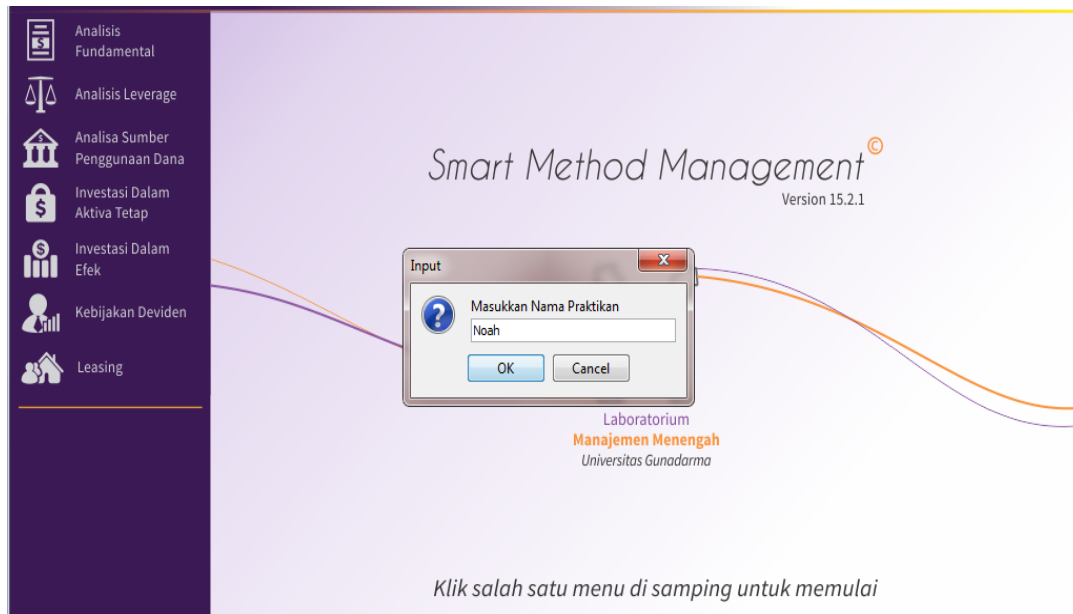 Analisis
Fundamental
Analisis Leverage
Analisa Sumber
Penggunaan Dana
Investasi Dalam
Aktiva Tetap
Investasi Dalam
Efek
Kebijakan Deviden
Leasing
Smart Method Management©
Version 15.2.1
Input
Masukkan Nama Praktikan
Noah
OK Cancel
Laboratorium
Manajemen Menengah
Universitas Gunadarma
Klik salah satu menu di samping untuk memulai